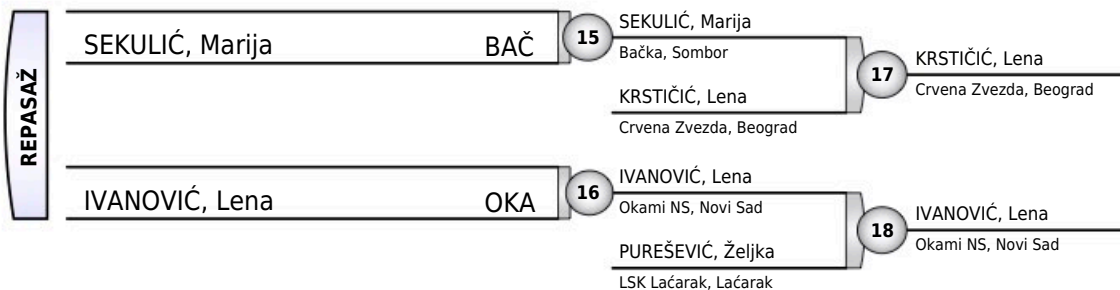 REPASAŽ
SEKULIĆ, Marija BAČ
15
SEKULIĆ, Marija
Bačka, Sombor
KRSTIČIĆ, Lena
Crvena Zvezda, Beograd
17
KRSTIČIĆ, Lena
Crvena Zvezda, Beograd
IVANOVIĆ, Lena OKA
16
IVANOVIĆ, Lena
Okami NS, Novi Sad
PUREŠEVIĆ, Željka
LSK Laćarak, Laćarak
18
IVANOVIĆ, Lena
Okami NS, Novi Sad